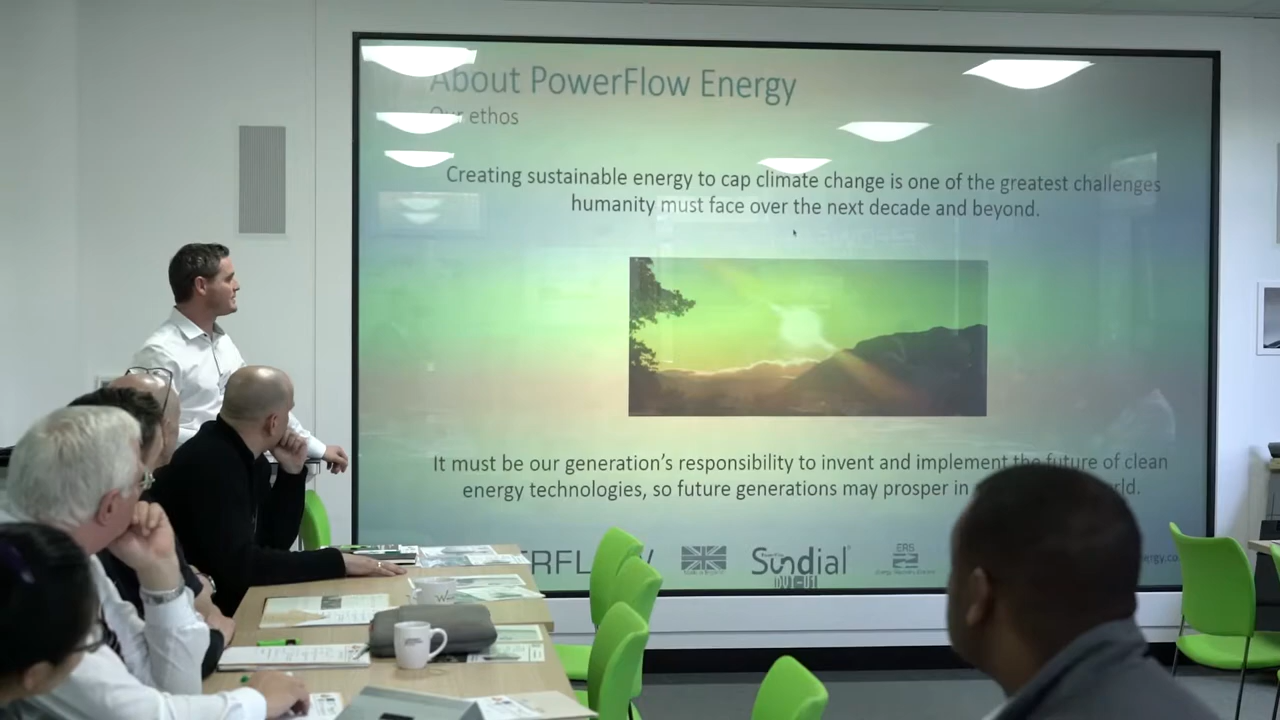 About PowerFlow Energy
Our ethos
Creating sustainable energy to cap climate change is one of the greatest challenges
humanity must face over the next decade and beyond.
It must be our generation's responsibility to invent and implement the future of clean
energy technologies, so future generations may prosper in
ERFL W
Sundial
ERS